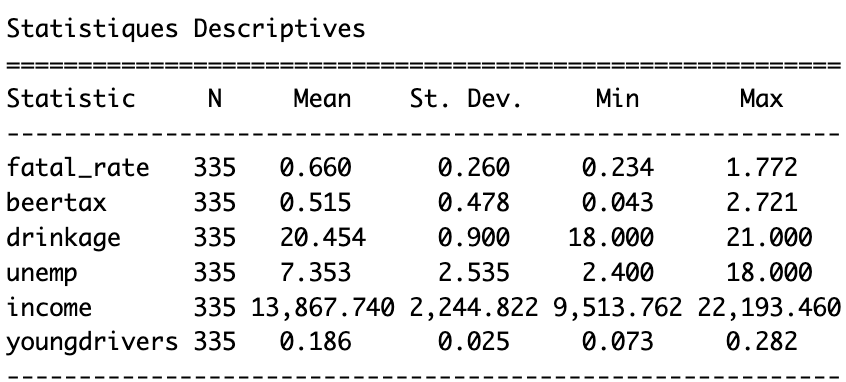 Statistiques Descriptives
==========================================================
Statistic     N     Mean    St. Dev.     Min       Max
----------------------------------------------------------
fatal_rate   335   0.660      0.260     0.234     1.772
beertax      335   0.515      0.478     0.043     2.721
drinkage     335   20.454     0.900    18.000     21.000
unemp        335   7.353      2.535     2.400     18.000
income       335 13,867.740 2,244.822 9,513.762 22,193.460
youngdrivers 335   0.186      0.025     0.073     0.282
----------------------------------------------------------